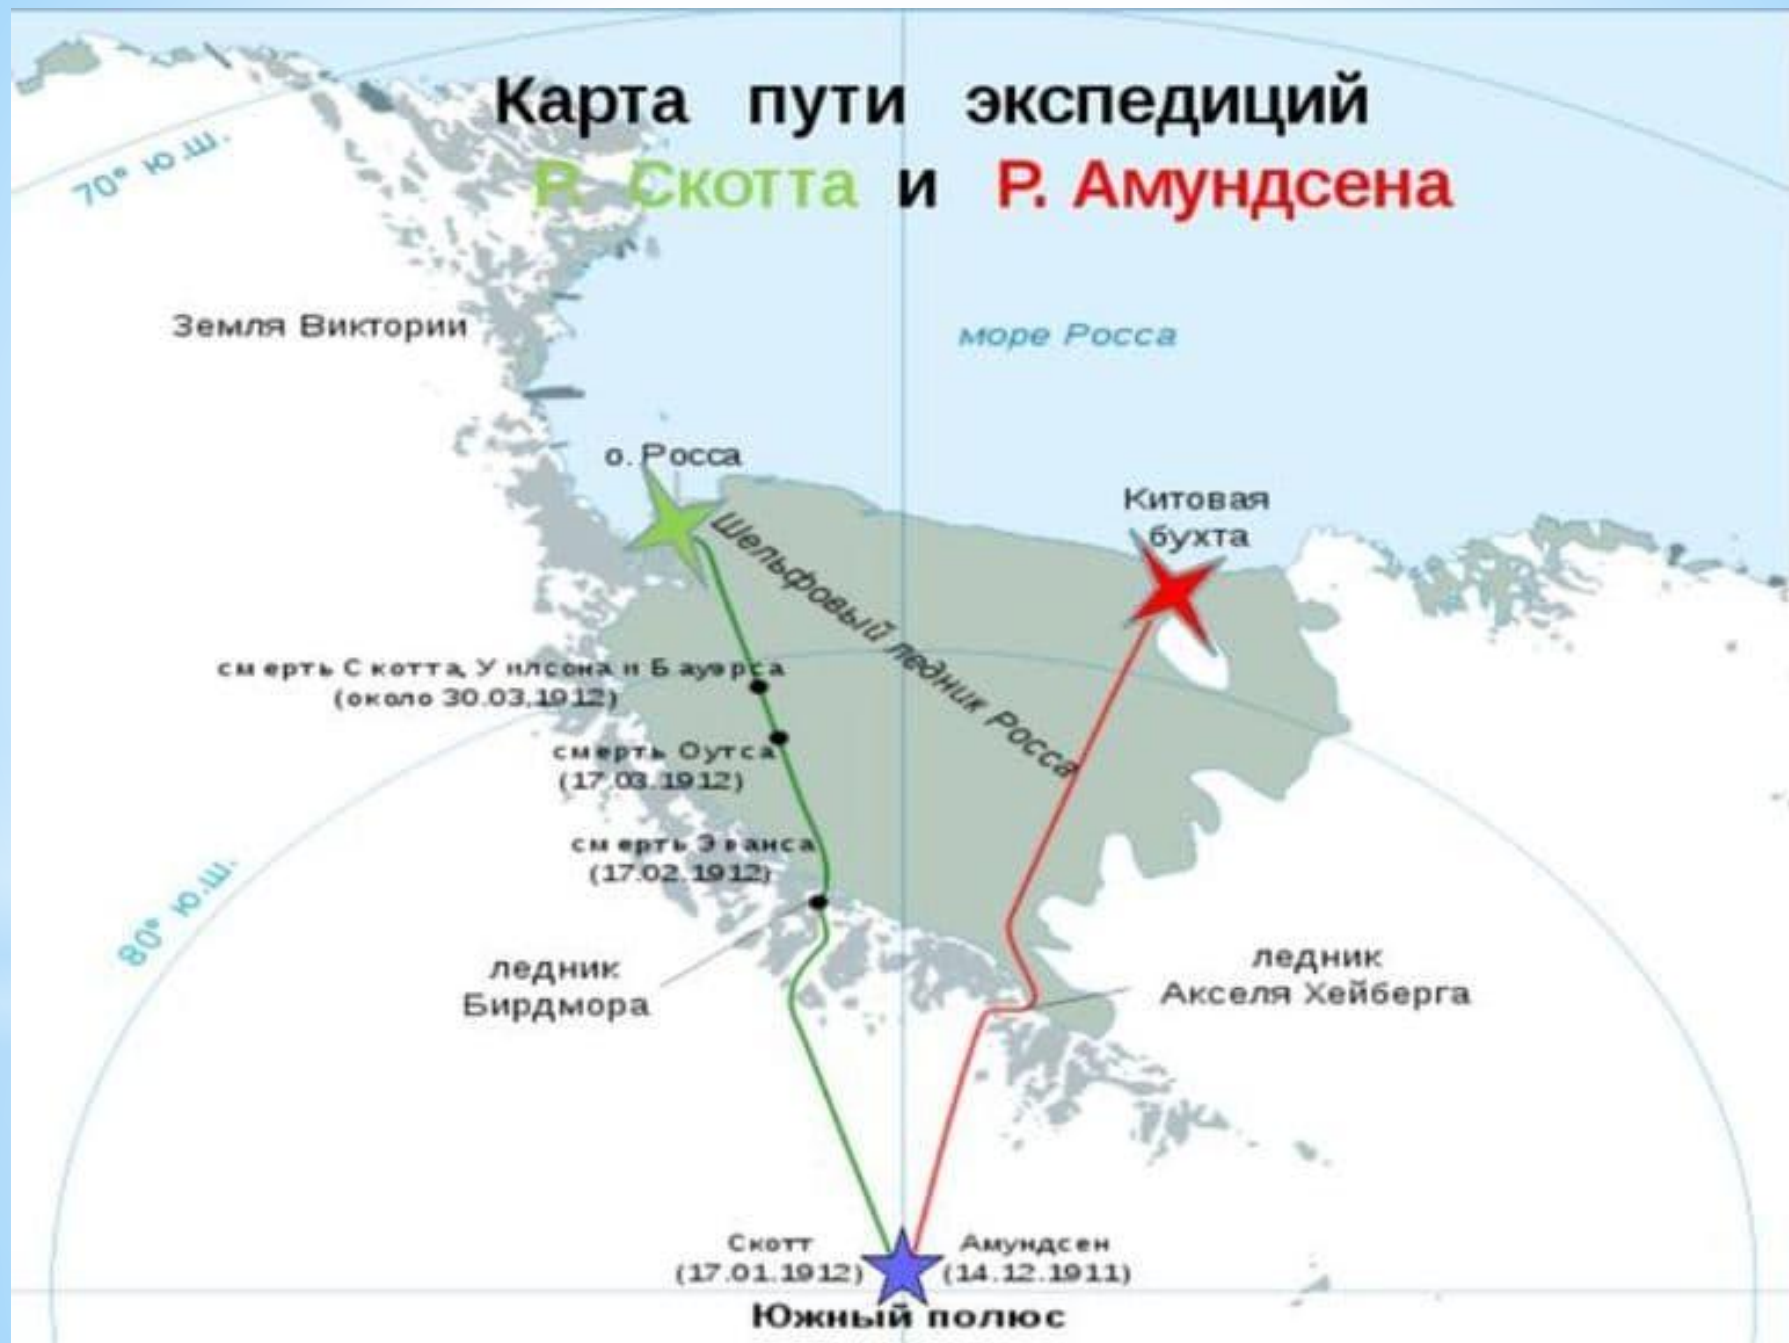 Карта пути экспедиций
Р. Скотта и Р. Амундсена
70° ю.ш.
Земля Виктории
море Росса
о. Росса
Китовая
бухта
Шельфовый ледник Росса
смерть Скотта, Уилсона и Бауэрса
(около 30.03.1912)
смерть Оутса
(17.03.1912)
смерть Эванса
(17.02.1912)
80° ю.ш.
ледник
Бирдмора
ледник
Акселя Хейберга
Скотт
(17.01.1912)
Амундсен
(14.12.1911)
Южный полюс